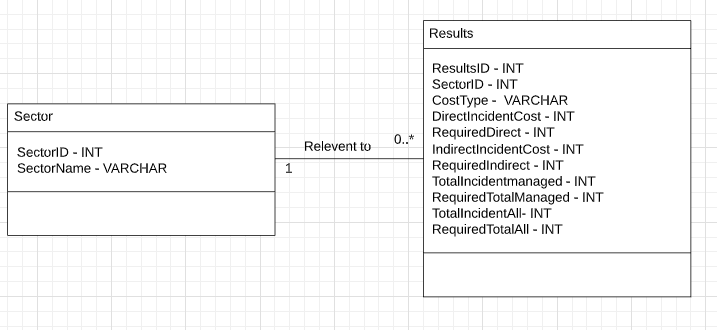 Sector
SectorID - INT
SectorName - VARCHAR
Relevent to
1
0..*
Results
ResultsID - INT
SectorID - INT
CostType -  VARCHAR
DirectIncidentCost - INT
RequiredDirect - INT
IndirectIncidentCost - INT
RequiredIndirect - INT
TotalIncidentmanaged - INT
RequiredTotalManaged - INT
TotalIncidentAll- INT
RequiredTotalAll - INT